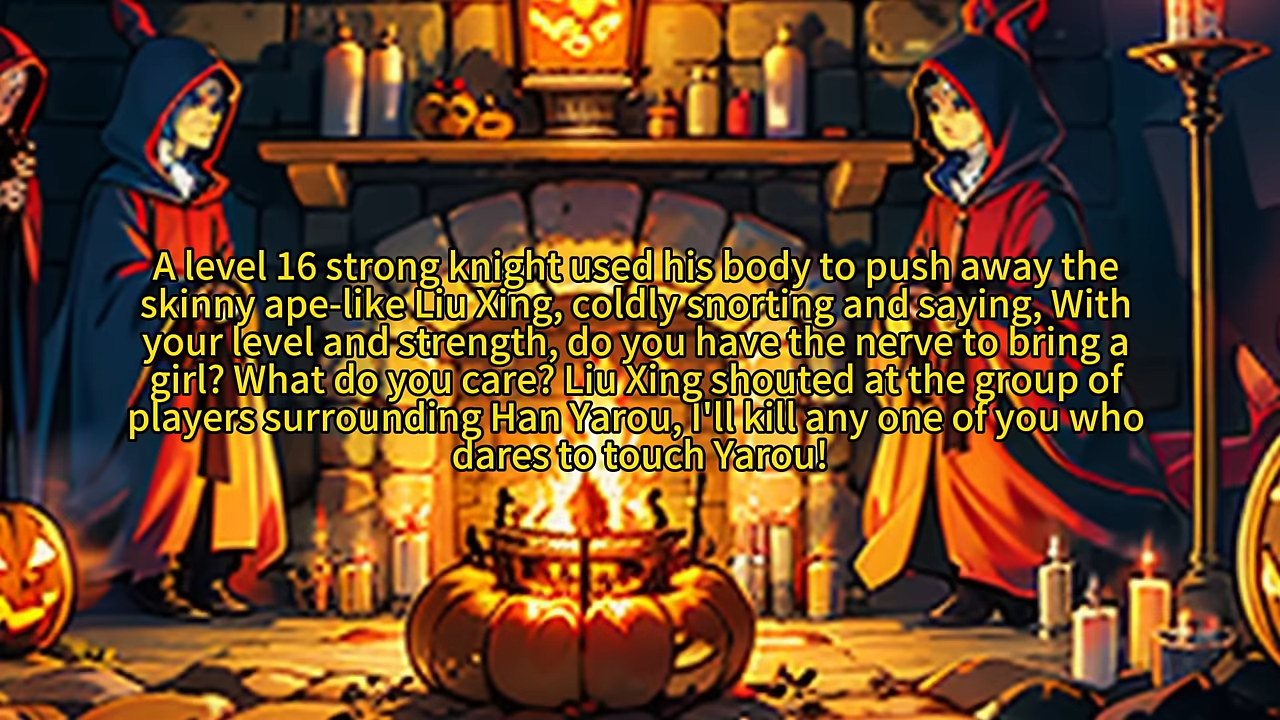 A level 16 strong knight used his body to push away the
skinny ape-like Liu Xing, coldly snorting and saying, With
your level and strength, do you have the nerve to bring a
girl? What do you care? Liu Xing shouted at the group of
players surrounding Han Yarou, I'll kill any one of you who
dares to touch Yarou!